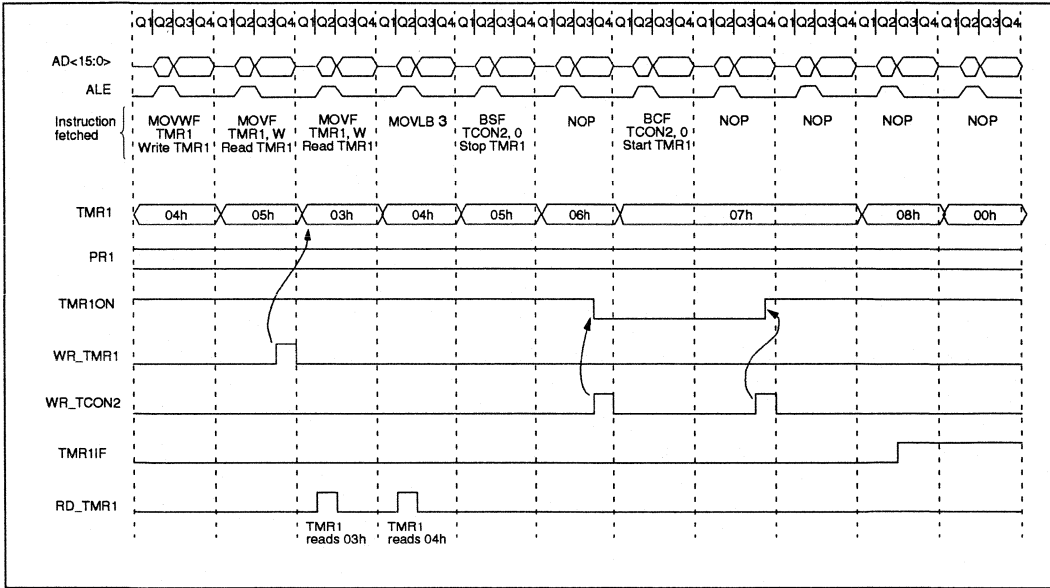 Q1 Q2 Q3 Q4 Q1 Q2 Q3 Q4 Q1 Q2 Q3 Q4 Q1 Q2 Q3 Q4 Q1 Q2 Q3 Q4 Q1 Q2 Q3 Q4 Q1 Q2 Q3 Q4 Q1 Q2 Q3 Q4 Q1 Q2 Q3 Q4 Q1 Q2 Q3 Q4 Q1 Q2 Q3 Q4
AD<15:0>
ALE
Instruction
fetched
MOVWF
TMR1
Write TMR1
MOVF
TMR1, W
Read TMR1
MOVF
TMR1, W
Read TMR1
MOVLB 3
BSF
TCON2, 0
Stop TMR1
NOP
BCF
TCON2, 0
Start TMR1
NOP
NOP
NOP
NOP
TMR1 04h 05h 03h 04h 05h 06h 07h 08h 00h
PR1
TMR1ON
WR_TMR1
WR_TCON2
TMR1IF
RD_TMR1
TMR1
reads 03h
TMR1
reads 04h